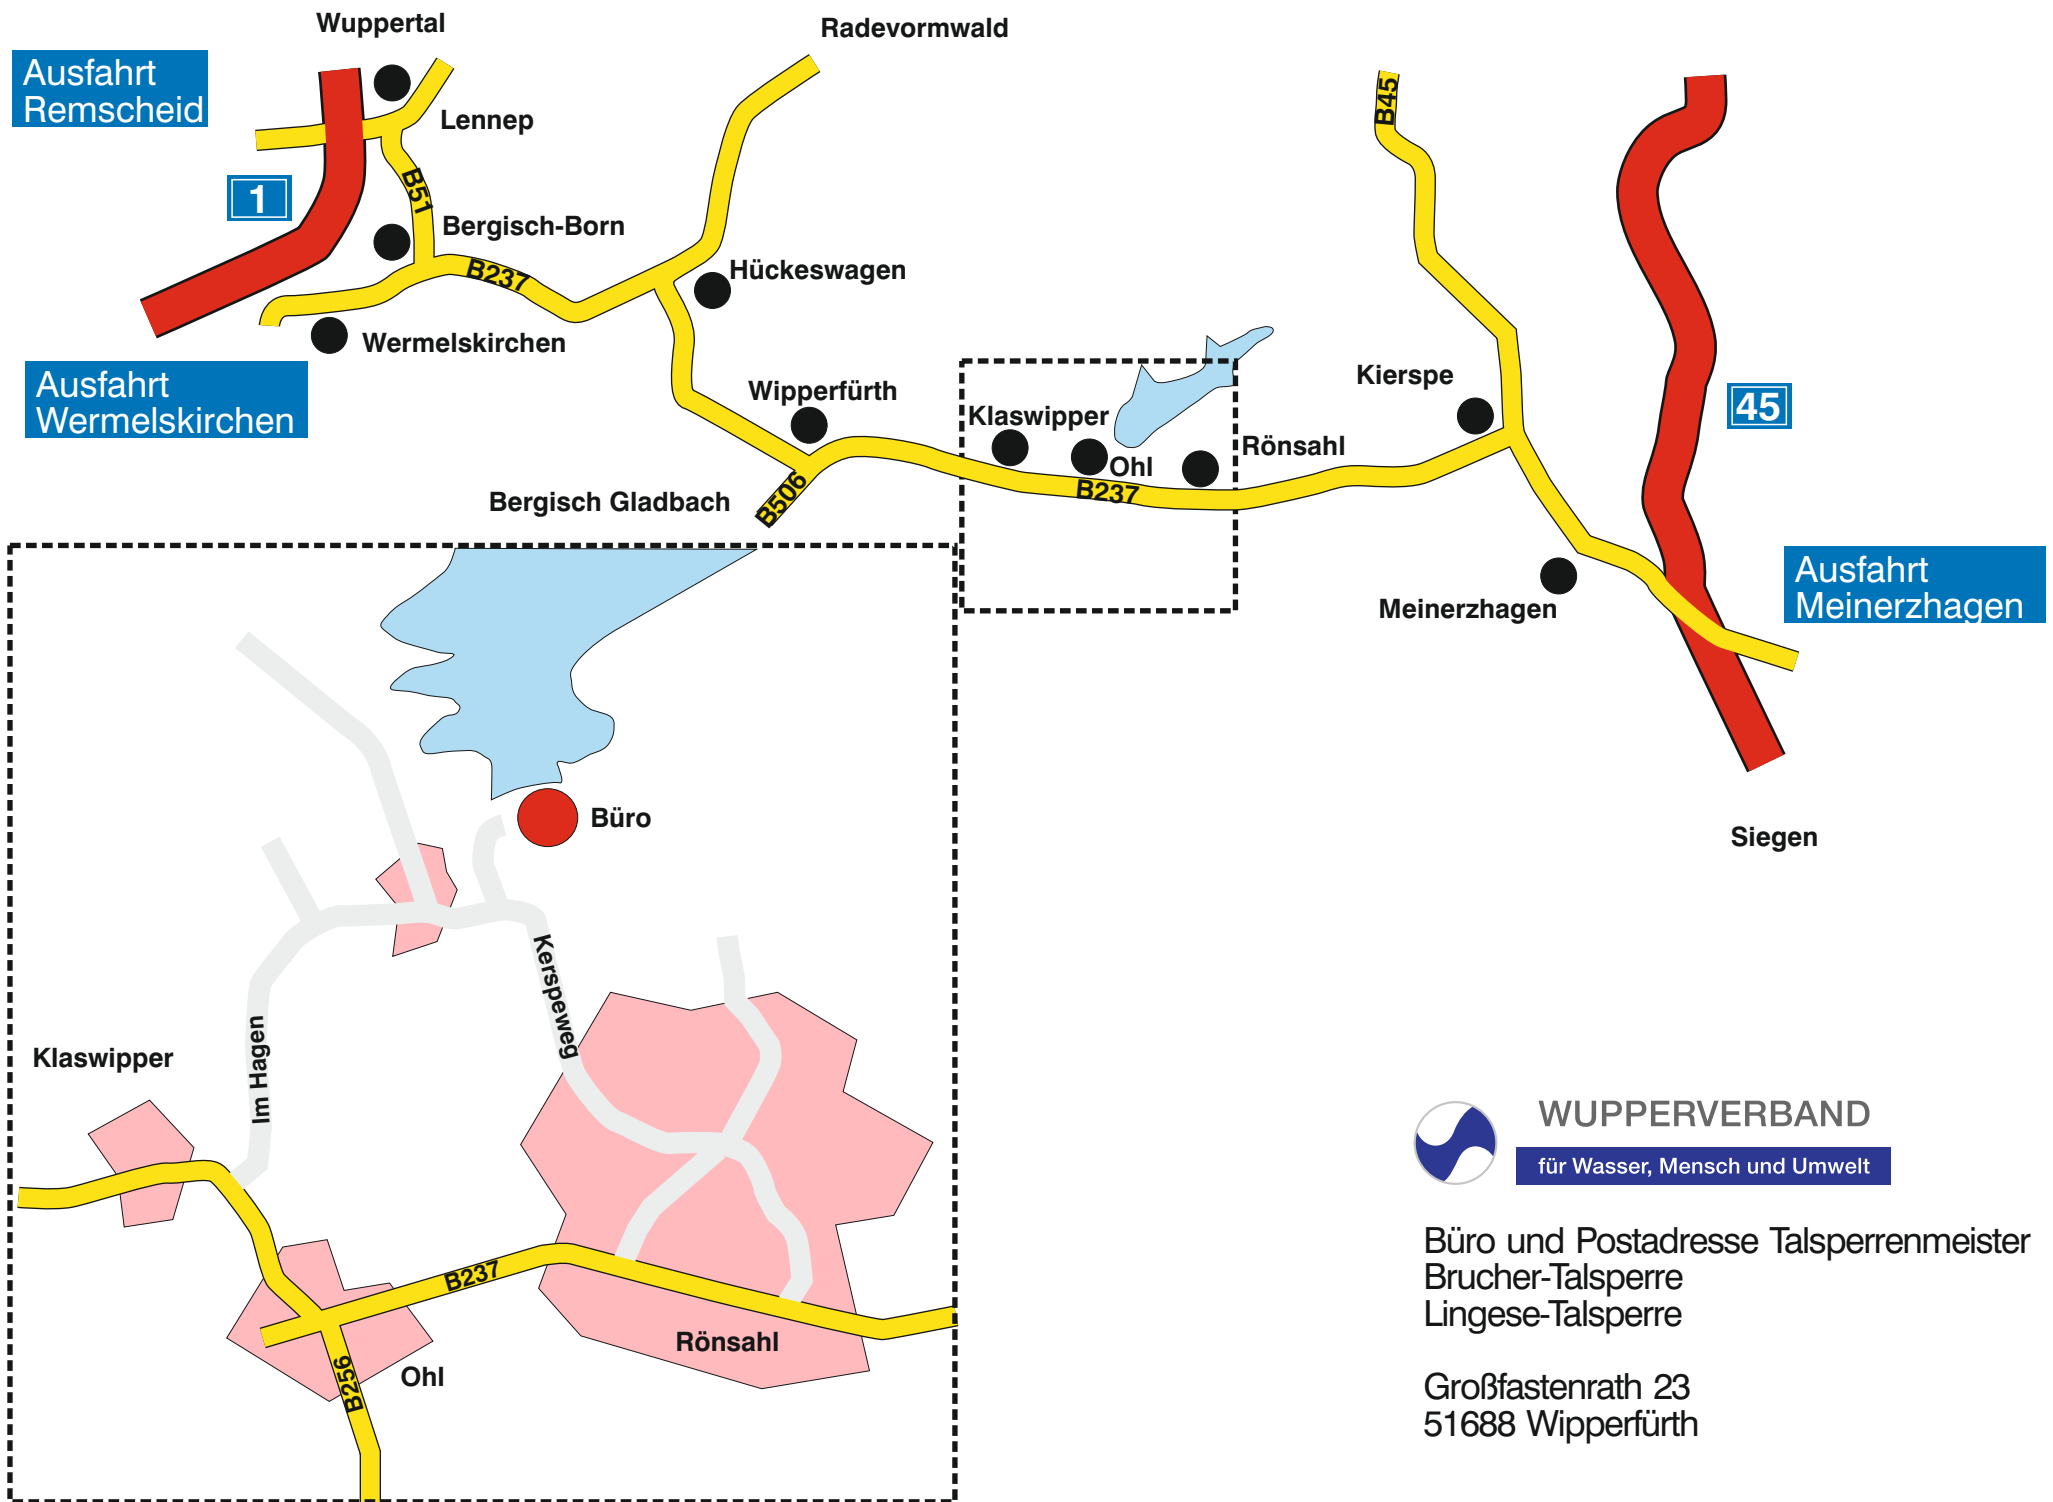 Wuppertal
Radevormwald
Ausfahrt
Remscheid
Lennep
B45
1
B51
Bergisch-Born
B237
Hückeswagen
Wermelskirchen
Ausfahrt
Wermelskirchen
Wipperfürth
Klaswipper
Ohl
Rönsahl
Kierspe
45
B237
Bergisch Gladbach
B506
Meinerzhagen
Ausfahrt
Meinerzhagen
Siegen
Büro
Kerspeweg
Im Hagen
Klaswipper
B237
Rönsahl
B256
Ohl
WUPPERVERBAND
für Wasser, Mensch und Umwelt
Büro und Postadresse Talsperrenmeister
Brucher-Talsperre
Lingese-Talsperre
Großfastenrath 23
51688 Wipperfürth